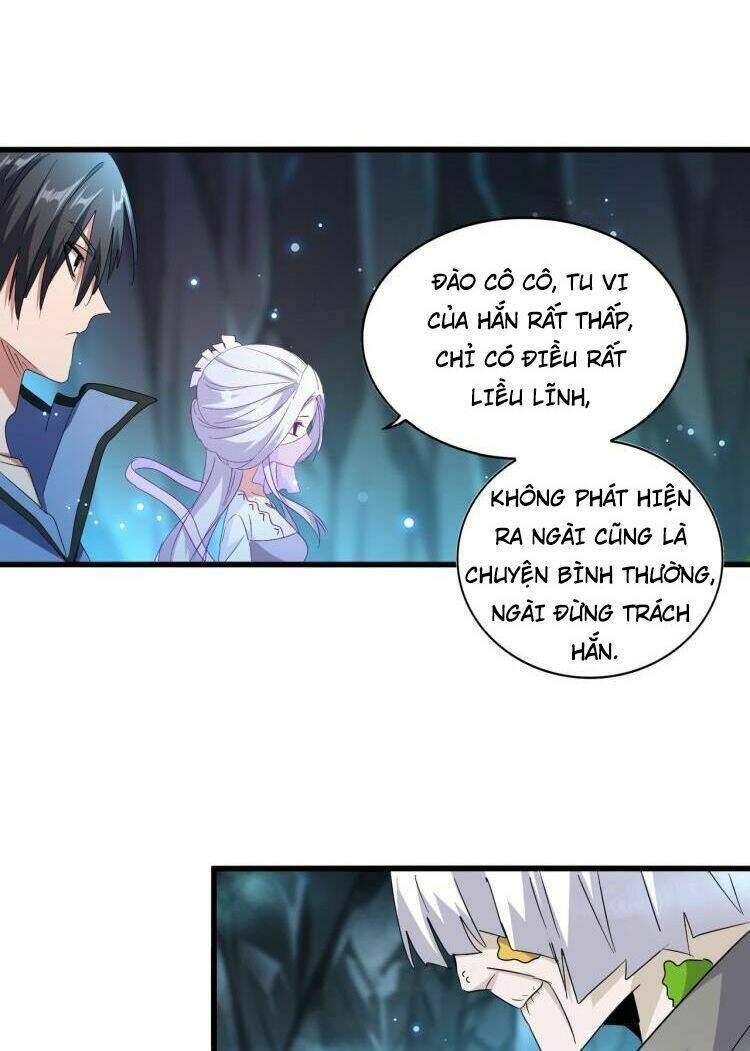 ĐÀO CÔ CÔ, TU VI
CỦA HẮN RẤT THẤP,
CHỈ CÓ ĐIỀU RẤT
LIỀU LĨNH,
KHÔNG PHÁT HIỆN
RA NGÀI CŨNG LÀ
CHUYỆN BÌNH THƯỜNG,
NGÀI ĐỪNG TRÁCH
HẮN.